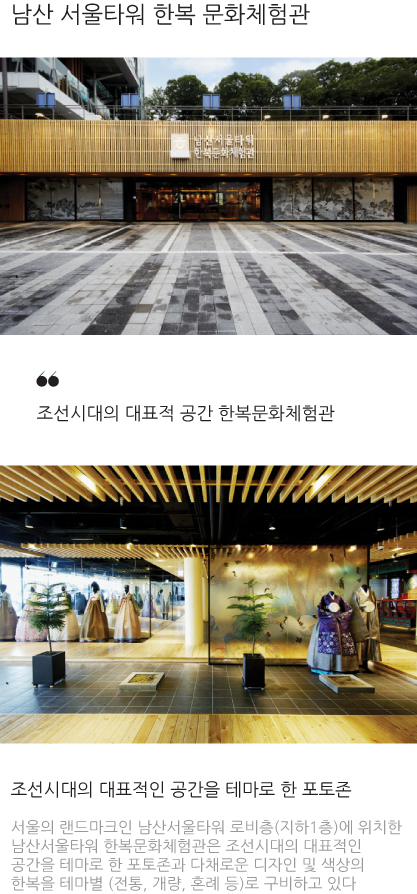 남산 서울타워 한복 문화체험관
남산서울타워
한복문화체험관
❝
조선시대의 대표적 공간 한복문화체험관
조선시대의 대표적인 공간을 테마로 한 포토존
서울의 랜드마크인 남산서울타워 로비층(지하1층)에 위치한
남산서울타워 한복문화체험관은 조선시대의 대표적인
공간을 테마로 한 포토존과 다채로운 디자인 및 색상의
한복을 테마별 (전통, 개량, 혼례 등)로 구비하고 있다